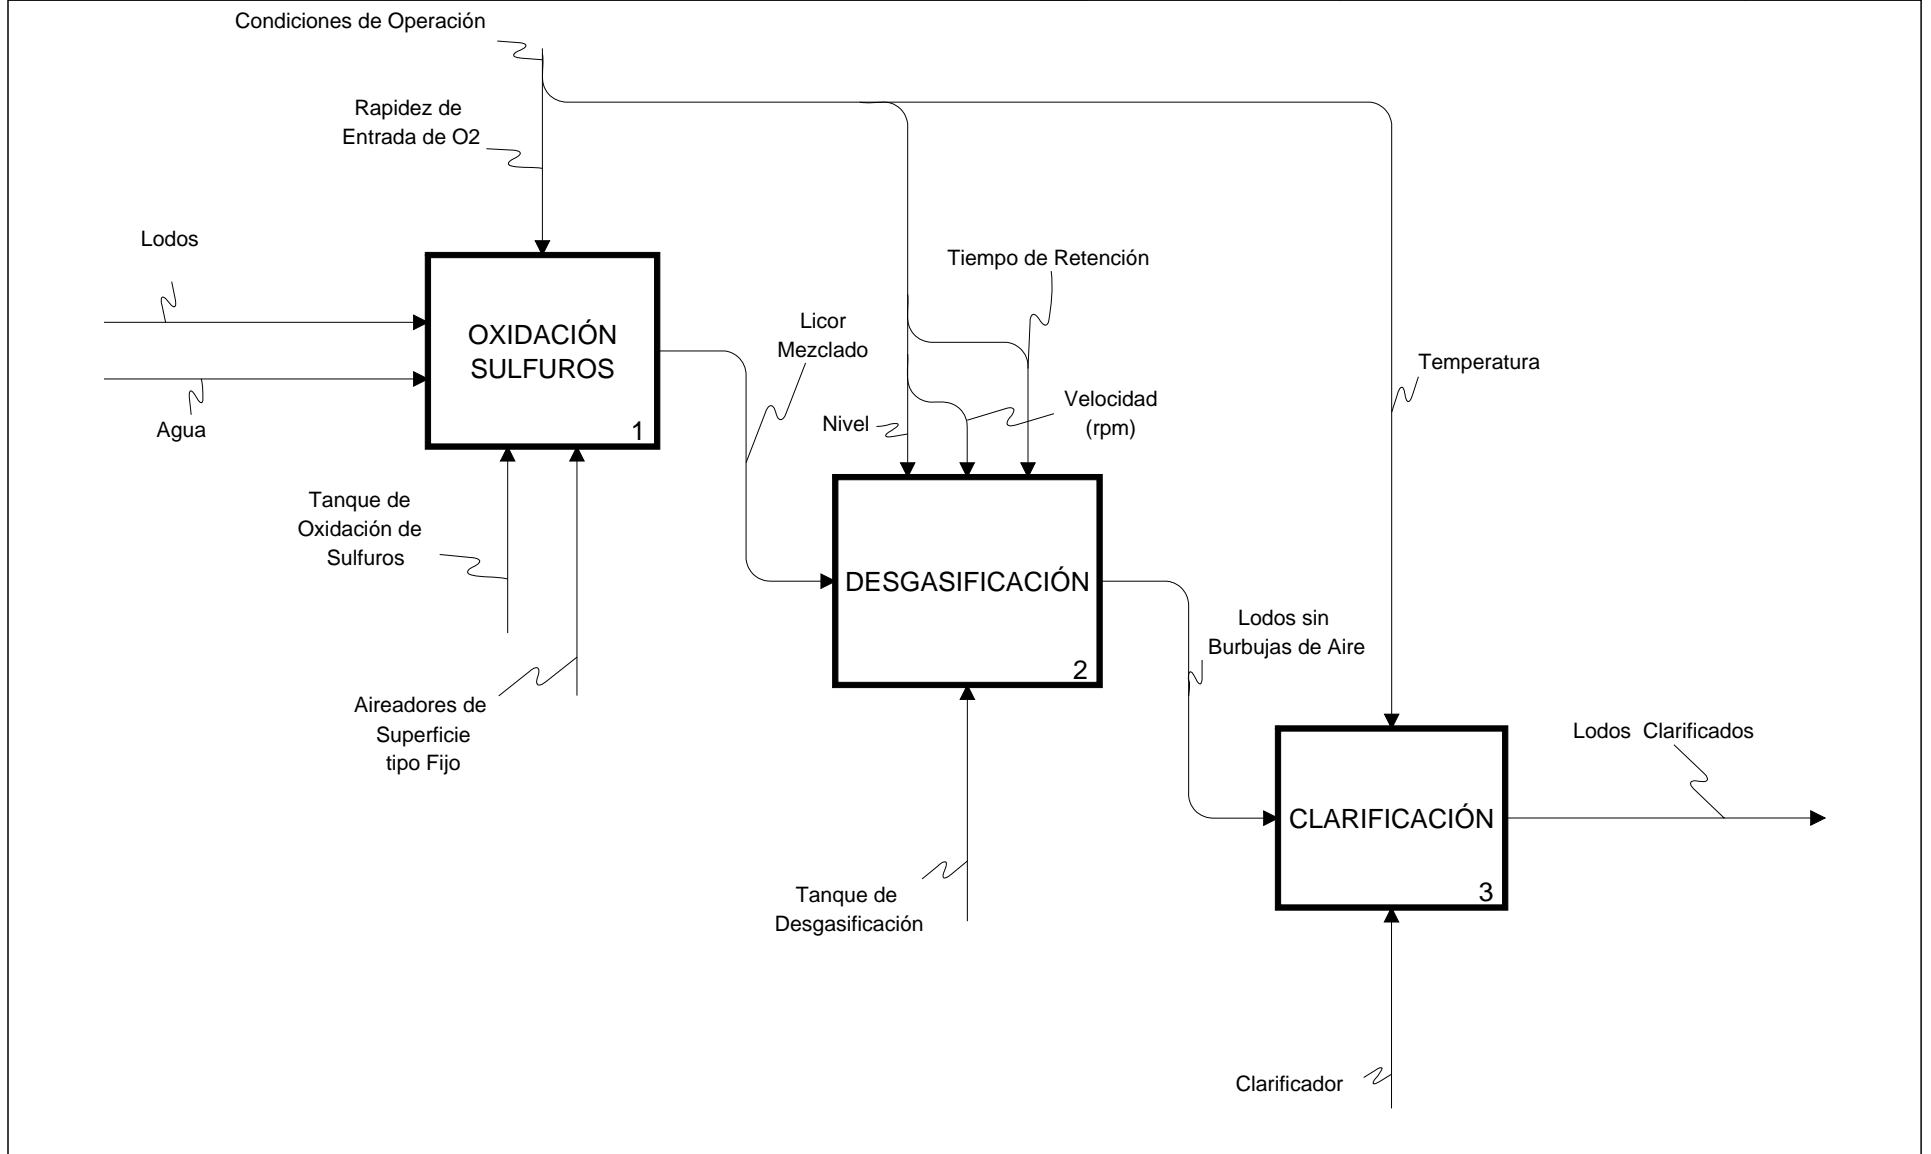 Condiciones de Operación
Rapidez de
Entrada de O2
Lodos
Agua
OXIDACIÓN
SULFUROS
1
Tanque de
Oxidación de
Sulfuros
Aireadores de
Superficie
tipo Fijo
Licor
Mezclado
Tiempo de Retención
Nivel
Velocidad
(rpm)
Temperatura
DESGASIFICACIÓN
2
Tanque de
Desgasificación
Lodos sin
Burbujas de Aire
CLARIFICACIÓN
3
Lodos Clarificados
Clarificador